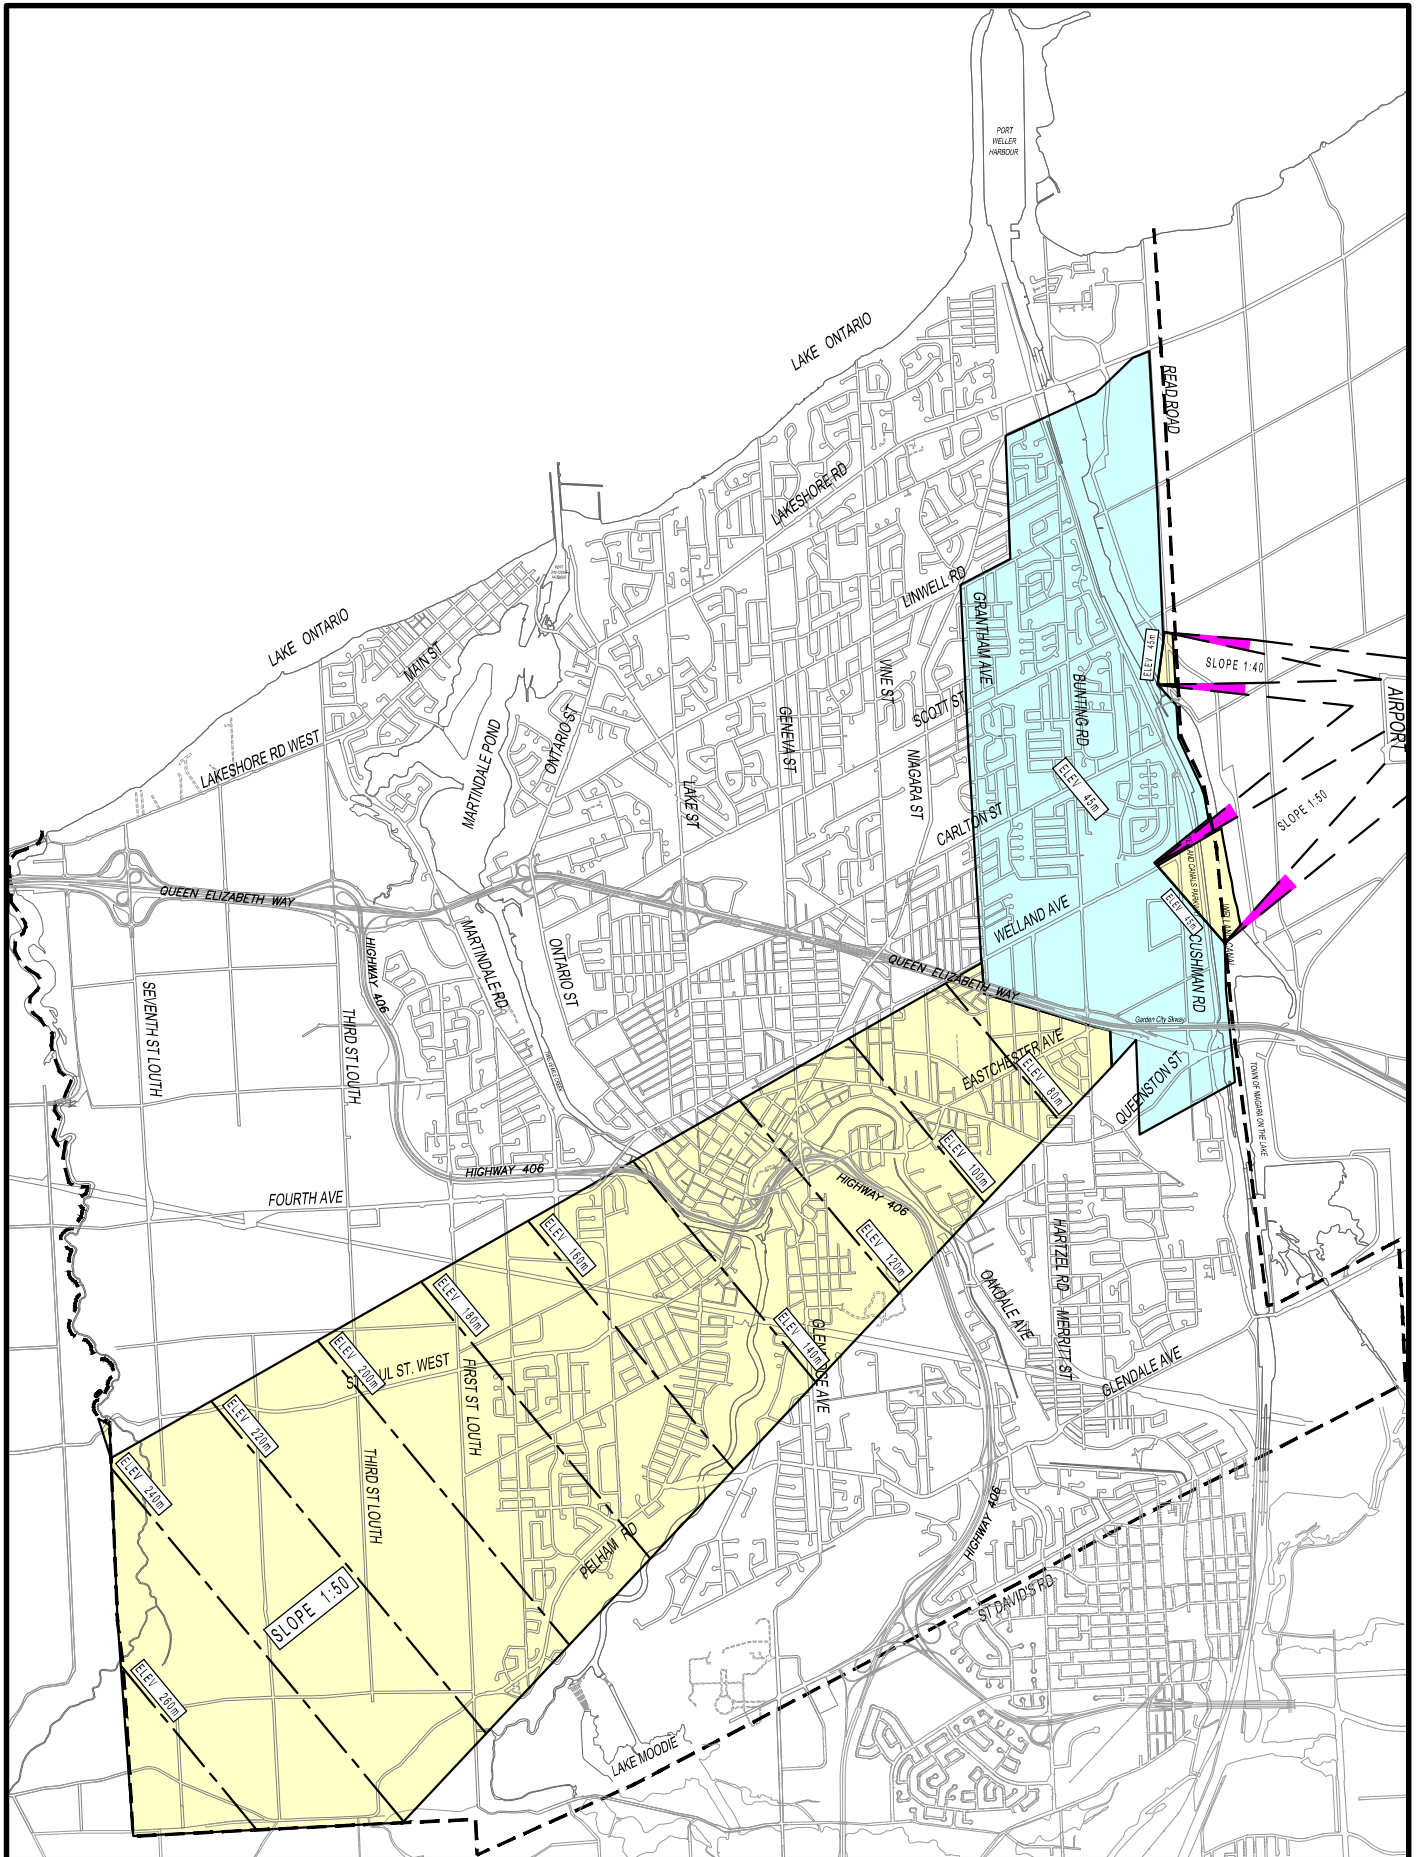 PORT
WELLER
HARBOUR
LAKE ONTARIO
READ ROAD
LAKESHORE RD
LINWELL RD
GRANTHAM AVE
LAKE ONTARIO
MAIN ST
ELEV 45m
SLOPE 1:40
VINE ST
SCOTT ST
BUNTING RD
AIRPORT
GENEVA ST
ONTARIO ST
MARTINDALE POND
LAKESHORE RD WEST
NIAGARA ST
LAKE ST
ELEV 45m
SLOPE 1:50
CARLTON ST
QUEEN ELIZABETH WAY
WELLAND AVE
ELEV 45m
HIGHWAY 406
MARTINDALE RD
ONTARIO ST
QUEEN ELIZABETH WAY
CUSHMAN RD
SEVENTH ST LOUTH
THIRD ST LOUTH
Garden City Skway
EASTCHESTER AVE
ELEV 80m
QUEENSTON ST
TOWN OF NIAGARA ON THE LAKE
HIGHWAY 406
FOURTH AVE
ELEV 100m
HIGHWAY 406
ELEV 160m
ELEV 120m
HARTZEL RD
OAKDALE AVE
ELEV 180m
ELEV 140m
MERRITT ST
ELEV 200m
UL ST. WEST
FIRST ST LOUTH
GLENDALE AVE
ELEV 220m
ELEV 240m
THIRD ST LOUTH
HIGHWAY 406
PELHAM RD
SLOPE 1:50
ST DAVID'S RD
ELEV 260m
LAKE MOODIE